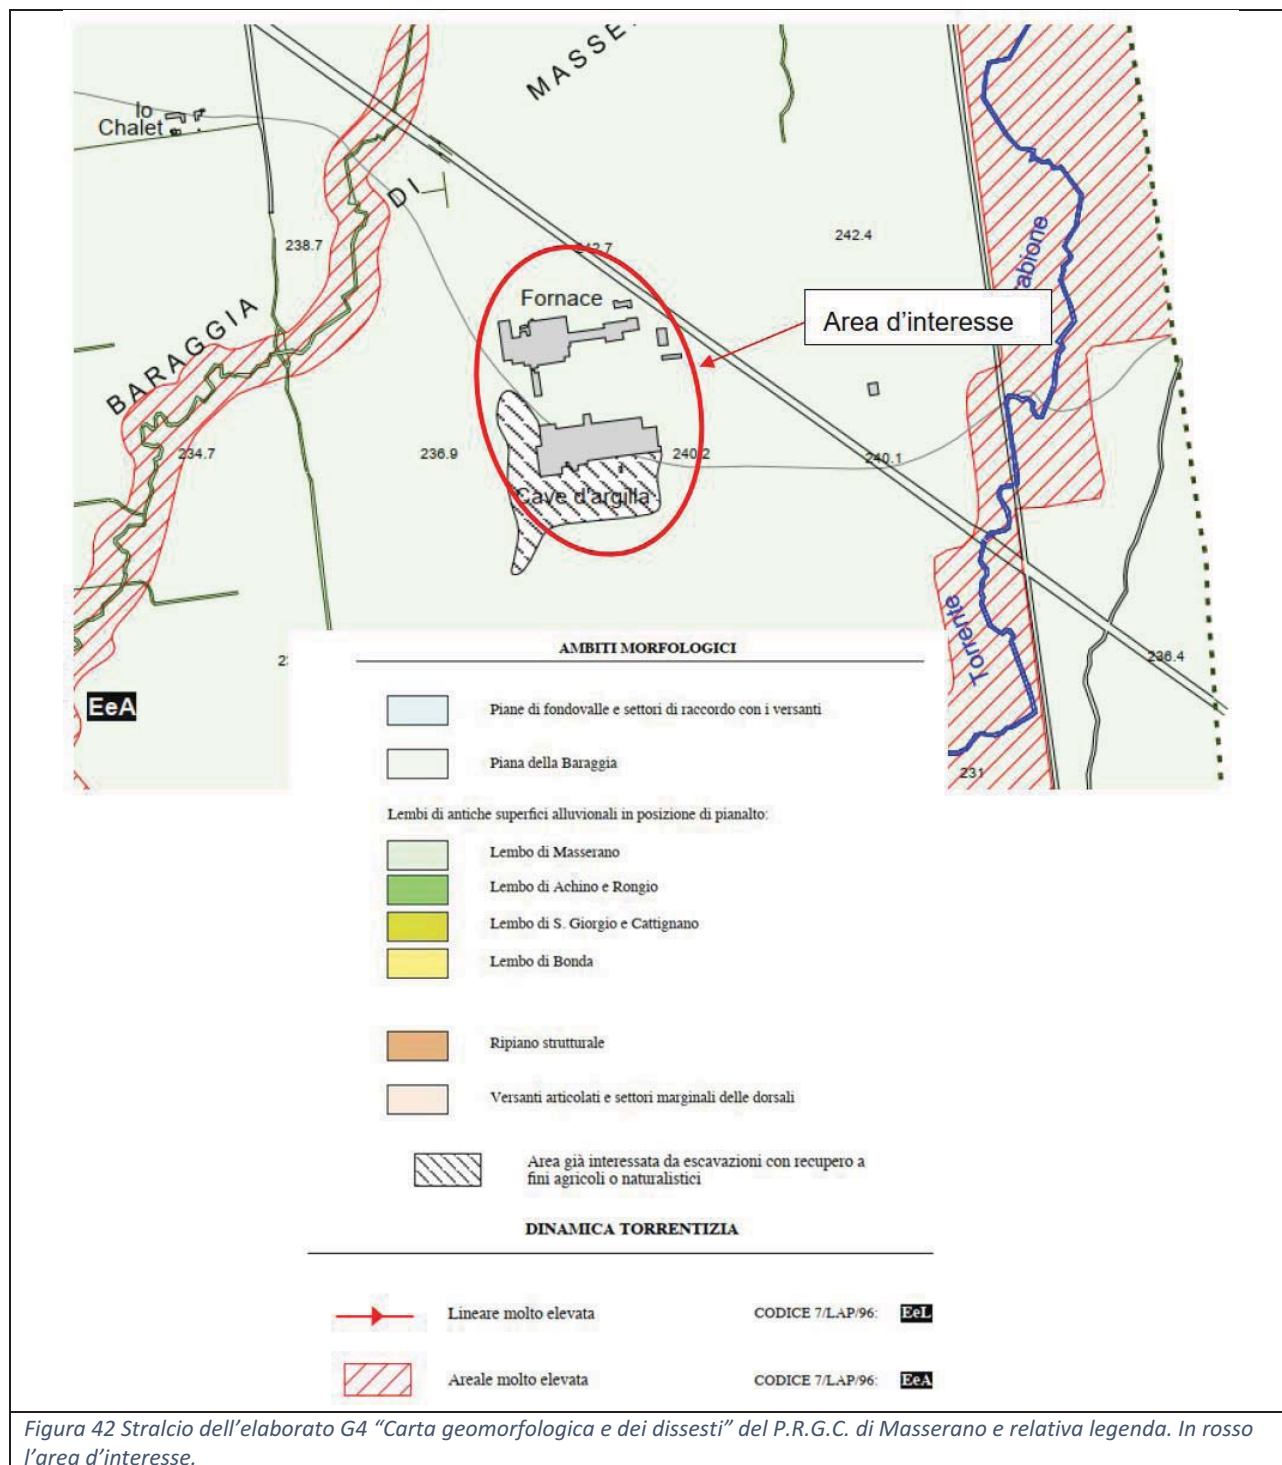 MASSE
lo
Chalet
DI
238.7
242.7
242.4
abione
Fornace
Area d'interesse
BARAGGIA
234.7
236.9
240.2
240.1
Cave d'argilla
Torrente
236.4
EeA
231
AMBITI MORFOLOGICI
Piane di fondovalle e settori di raccordo con i versanti
Piana della Baraggia
Lembi di antiche superfici alluvionali in posizione di pianalto:
Lembo di Masserano
Lembo di Achino e Rongio
Lembo di S. Giorgio e Cattignano
Lembo di Bonda
Ripiano strutturale
Versanti articolati e settori marginali delle dorsali
Area già interessata da escavazioni con recupero a
fini agricoli o naturalistici
DINAMICA TORRENTIZIA
Lineare molto elevata CODICE 7/LAP/96: EeL
Areale molto elevata CODICE 7/LAP/96: EeA
Figura 42 Stralcio dell'elaborato G4 "Carta geomorfologica e dei dissesti" del P.R.G.C. di Masserano e relativa legenda. In rosso
l'area d'interesse.